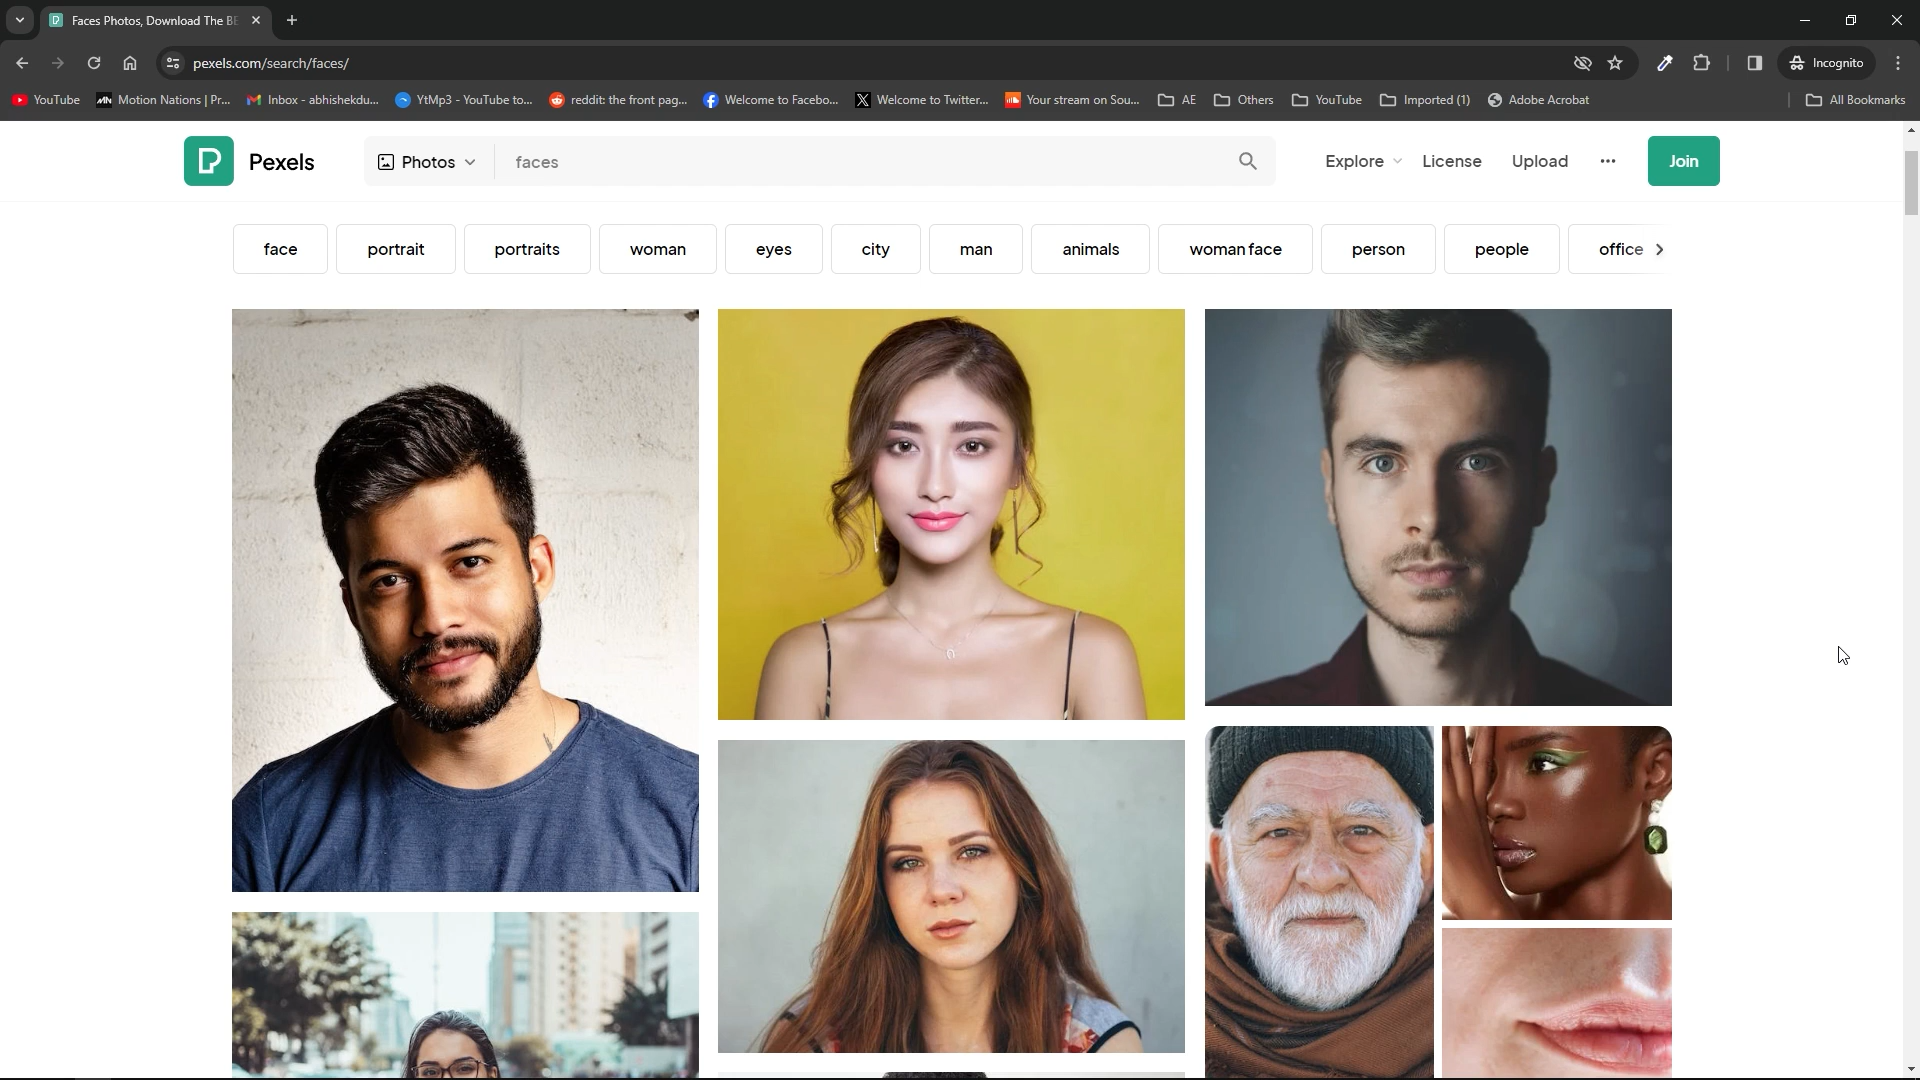 Faces Photos, Download The BE
pexels.com/search/faces/
Incognito
YouTube
Motion Nations | Pr...
Inbox - abhishekdu...
YtMp3 - YouTube to...
reddit: the front pag...
Welcome to Facebo...
Welcome to Twitter...
Your stream on Sou...
AE
Others
YouTube
Imported (1)
Adobe Acrobat
All Bookmarks
Pexels
Photos
faces
Explore
License
Upload
Join
face
portrait
portraits
woman
eyes
city
man
animals
woman face
person
people
office